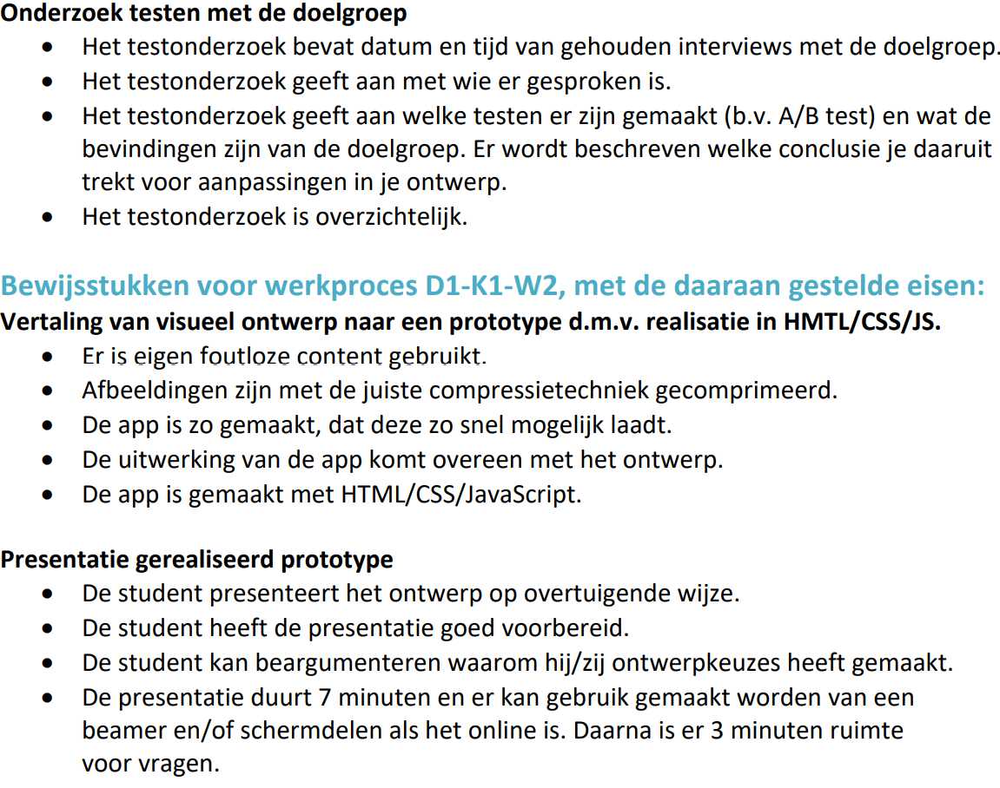 Onderzoek testen met de doelgroep
• Het testonderzoek bevat datum en tijd van gehouden interviews met de doelgroep.
• Het testonderzoek geeft aan met wie er gesproken is.
• Het testonderzoek geeft aan welke testen er zijn gemaakt (b.v. A/B test) en wat de
bevindingen zijn van de doelgroep. Er wordt beschreven welke conclusie je daaruit
trekt voor aanpassingen in je ontwerp.
• Het testonderzoek is overzichtelijk.
Bewijsstukken voor werkproces D1-K1-W2, met de daaraan gestelde eisen:
Vertaling van visueel ontwerp naar een prototype d.m.v. realisatie in HMTL/CSS/JS.
• Er is eigen foutloze content gebruikt.
• Afbeeldingen zijn met de juiste compressietechniek gecomprimeerd.
• De app is zo gemaakt, dat deze zo snel mogelijk laadt.
• De uitwerking van de app komt overeen met het ontwerp.
• De app is gemaakt met HTML/CSS/JavaScript.
Presentatie gerealiseerd prototype
• De student presenteert het ontwerp op overtuigende wijze.
• De student heeft de presentatie goed voorbereid.
• De student kan beargumenteren waarom hij/zij ontwerpkeuzes heeft gemaakt.
• De presentatie duurt 7 minuten en er kan gebruik gemaakt worden van een
beamer en/of schermdelen als het online is. Daarna is er 3 minuten ruimte
voor vragen.